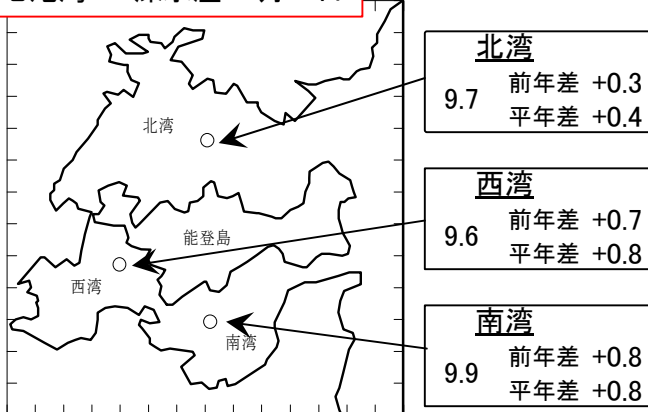 北湾
9.7 前年差 +0.3
平年差 +0.4
西湾
9.6 前年差 +0.7
平年差 +0.8
南湾
9.9 前年差 +0.8
平年差 +0.8
北湾
能登島
西湾
南湾